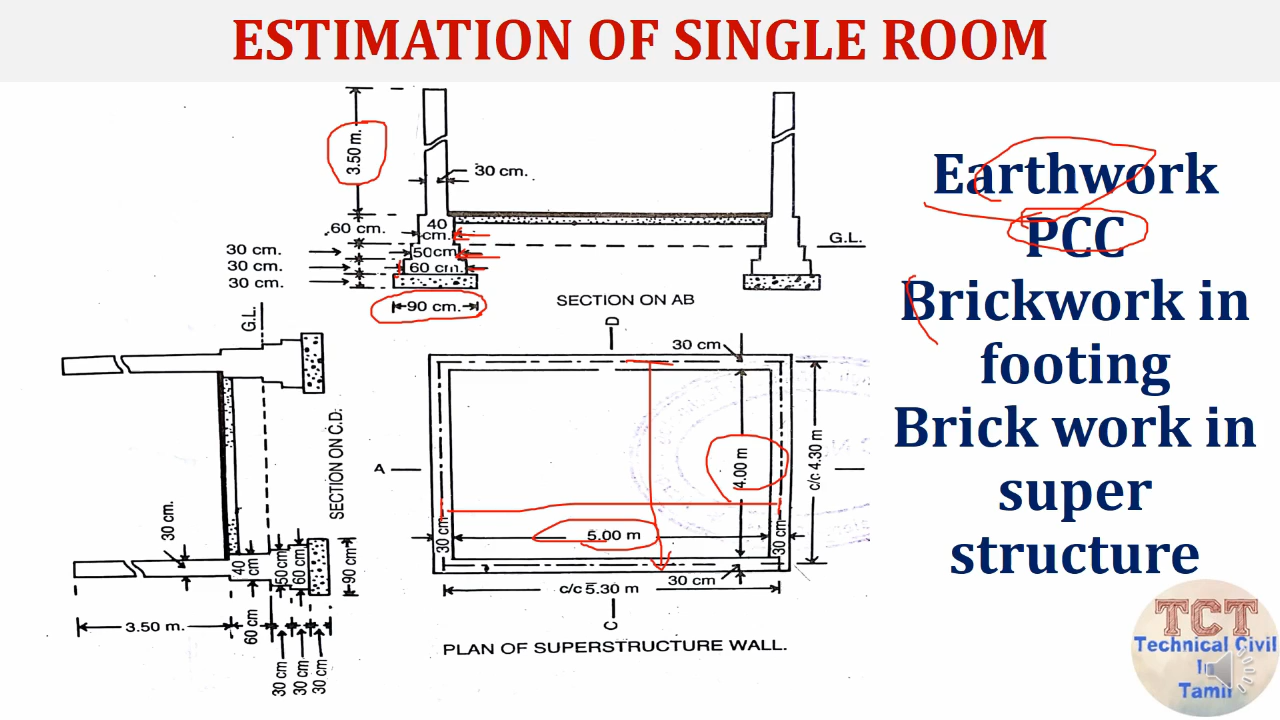 ESTIMATION OF SINGLE ROOM
3.50 m.
30 cm.
60 cm.
40
cm.
30 cm.
50cm
30 cm.
60 cm.
30 cm.
90 cm.
G.L.
SECTION ON AB
G.L.
SECTION ON C.D.
30 cm.
40
cm
50 cm
60 cm
90 cm
3.50 m.
60 cm
30 cm
30 cm
30 cm
D
30 cm
A
4.00 m
c/c 4.30 m
30 cm
5.00 m
30 cm
30 cm
c/c 5.30 m
C
PLAN OF SUPERSTRUCTURE WALL.
Earthwork
PCC
Brickwork in
footing
Brick work in
super
structure
TCT
Technical Civil
In
Tamil